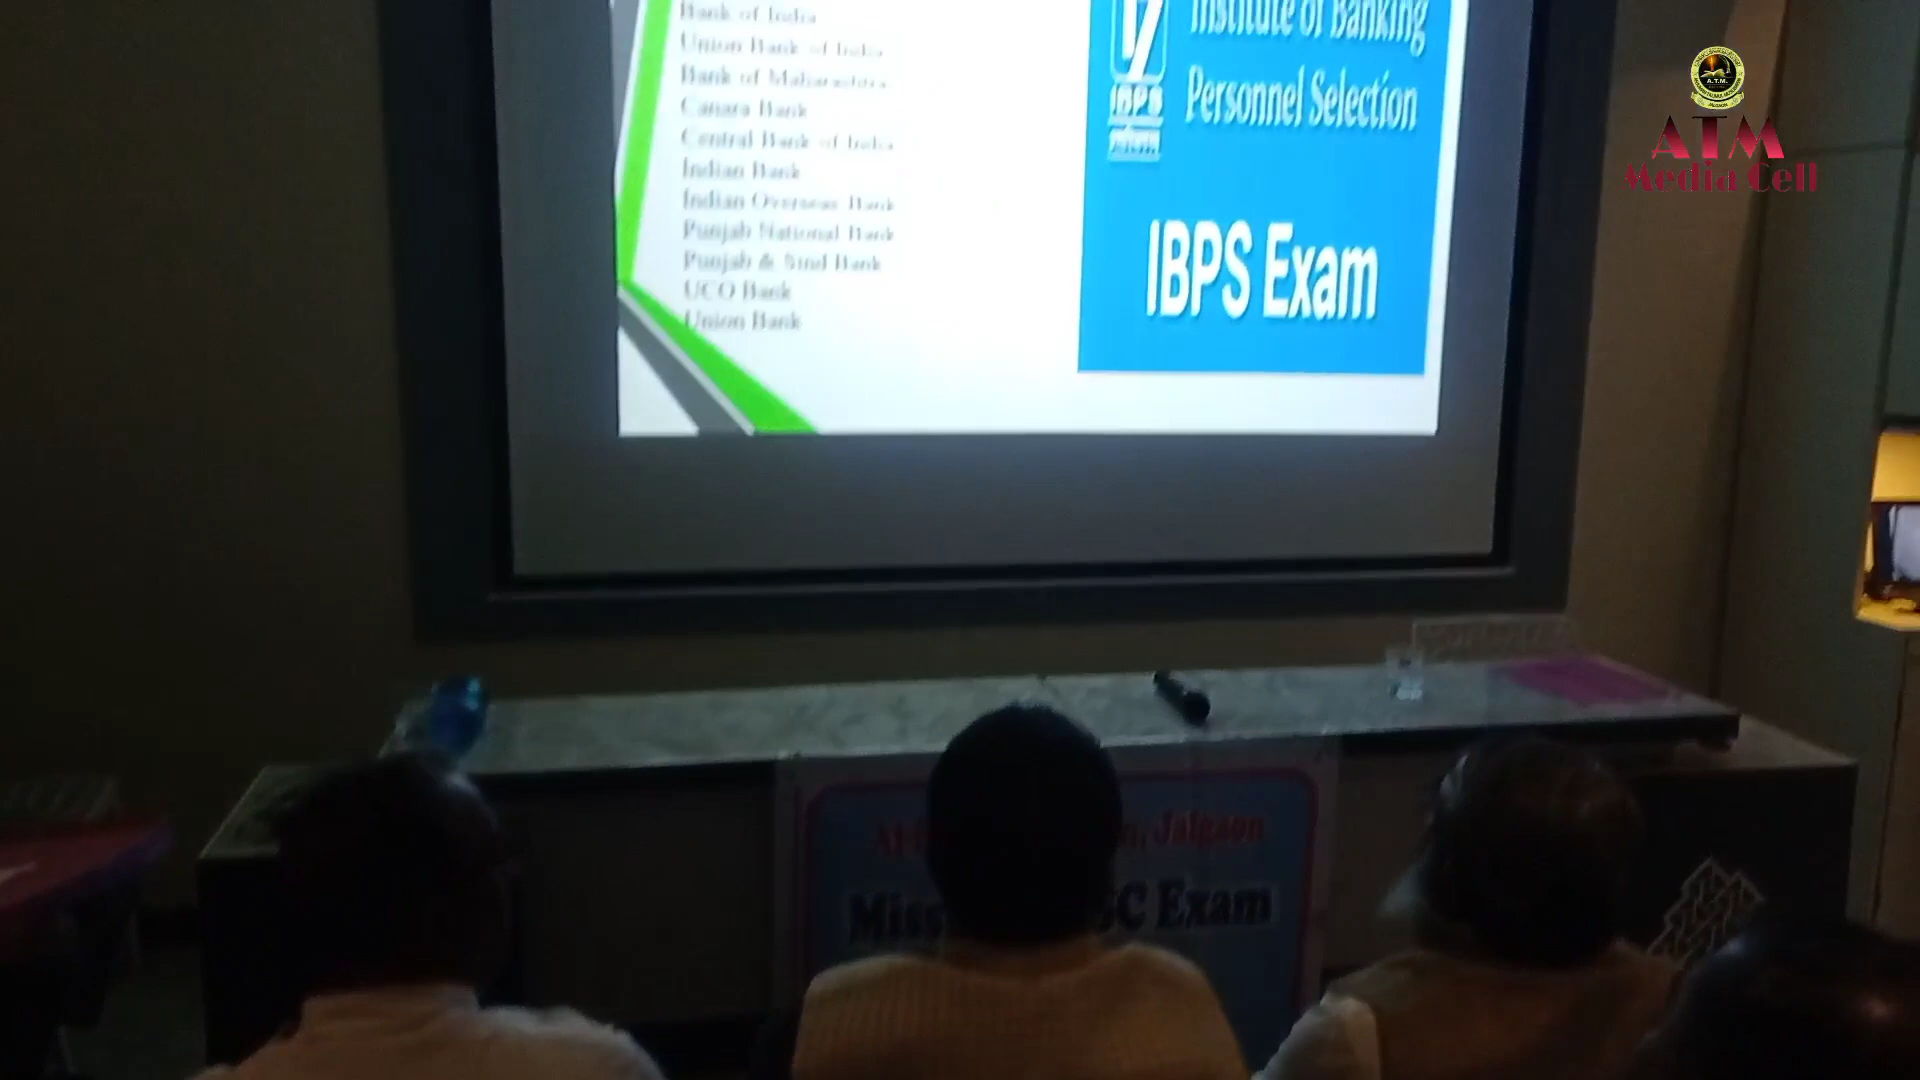 Bank of India
Union Bank of India
Bank of Maharashtra
Canara Bank
Central Bank of India
Indian Bank
Indian Overseas Bank
Punjab National Bank
Punjab & Sind Bank
UCO Bank
Union Bank
Institute of Banking
Personnel Selection
IBPS
IBPS Exam
A.T.M.
ATM
Media Cell
Jalgaon
Exam